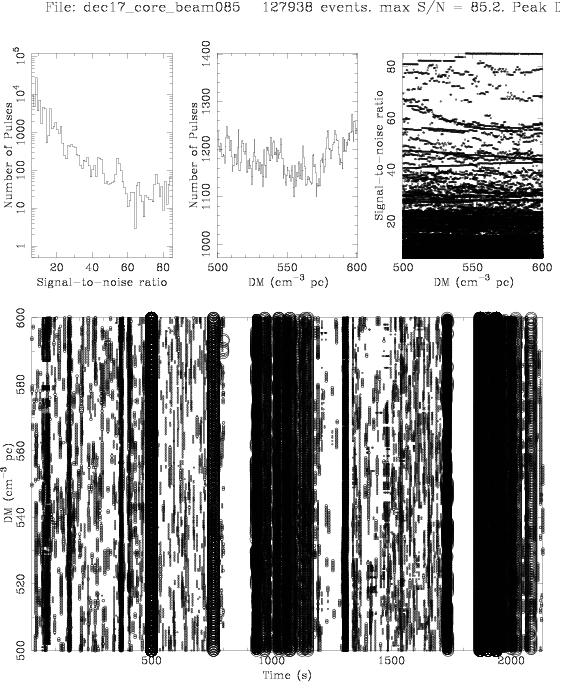 File: dec17_core_beam085 127938 events. max S/N = 85.2. Peak D
Number of Pulses
10^5
10^4
1000
100
10
1
20 40 60 80
Signal-to-noise ratio
Number of Pulses
1400
1300
1200
1100
1000
500 550 600
DM (cm^-3 pc)
Signal-to-noise ratio
80
60
40
20
500 550 600
DM (cm^-3 pc)
DM (cm^-3 pc)
600
580
560
540
520
500
500 1000 1500 2000
Time (s)